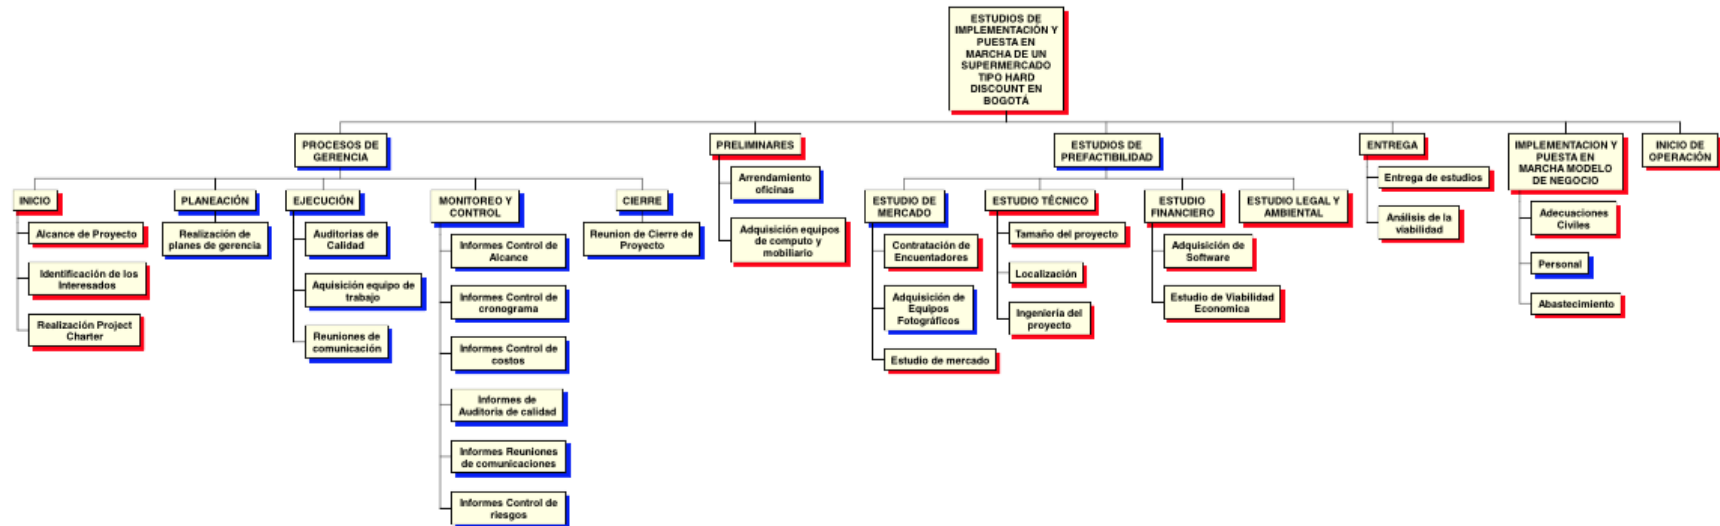 ESTUDIOS DE
IMPLEMENTACIÓN Y
PUESTA EN
MARCHA DE UN
SUPERMERCADO
TIPO HARD
DISCOUNT EN
BOGOTÁ
PROCESOS DE
GERENCIA
INICIO
Alcance de Proyecto
Identificación de los
Interesados
Realización Project
Charter
PLANEACIÓN
Realización de
planes de gerencia
EJECUCIÓN
Auditorias de
Calidad
Aquisición equipo de
trabajo
Reuniones de
comunicación
MONITOREO Y
CONTROL
Informes Control de
Alcance
Informes Control de
cronograma
Informes Control de
costos
Informes de
Auditoria de calidad
Informes Reuniones
de comunicaciones
Informes Control de
riesgos
CIERRE
Reunion de Cierre de
Proyecto
PRELIMINARES
Arrendamiento
oficinas
Adquisición equipos
de computo y
mobiliario
ESTUDIOS DE
PREFACTIBILIDAD
ESTUDIO DE
MERCADO
Contratación de
Encuentadores
Adquisición de
Equipos
Fotográficos
Estudio de mercado
ESTUDIO TÉCNICO
Tamaño del proyecto
Localización
Ingeniería del
proyecto
ESTUDIO
FINANCIERO
Adquisición de
Software
Estudio de Viabilidad
Economica
ESTUDIO LEGAL Y
AMBIENTAL
ENTREGA
Entrega de estudios
Análisis de la
viabilidad
IMPLEMENTACION Y
PUESTA EN
MARCHA MODELO
DE NEGOCIO
Adecuaciones
Civiles
Personal
Abastecimiento
INICIO DE
OPERACIÓN